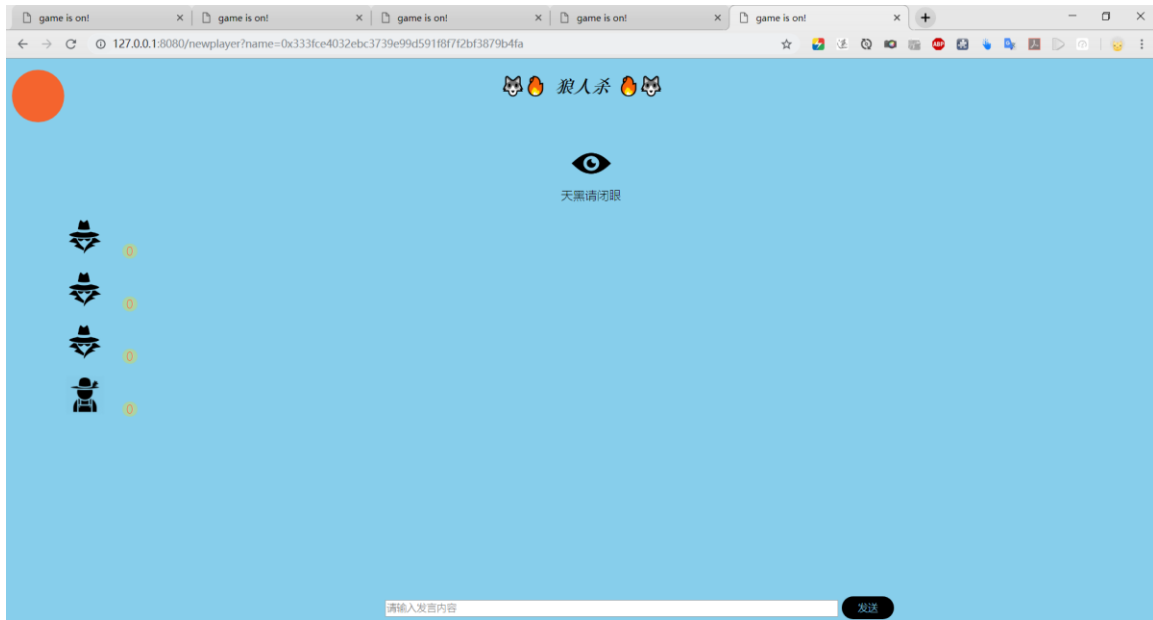 game is on!
game is on!
game is on!
game is on!
game is on!
127.0.0.1:8080/newplayer?name=0x333fce4032ebc3739e99d591f8f7f2bf3879b4fa
狼人杀
天黑请闭眼
0
0
0
0
请输入发言内容
发送